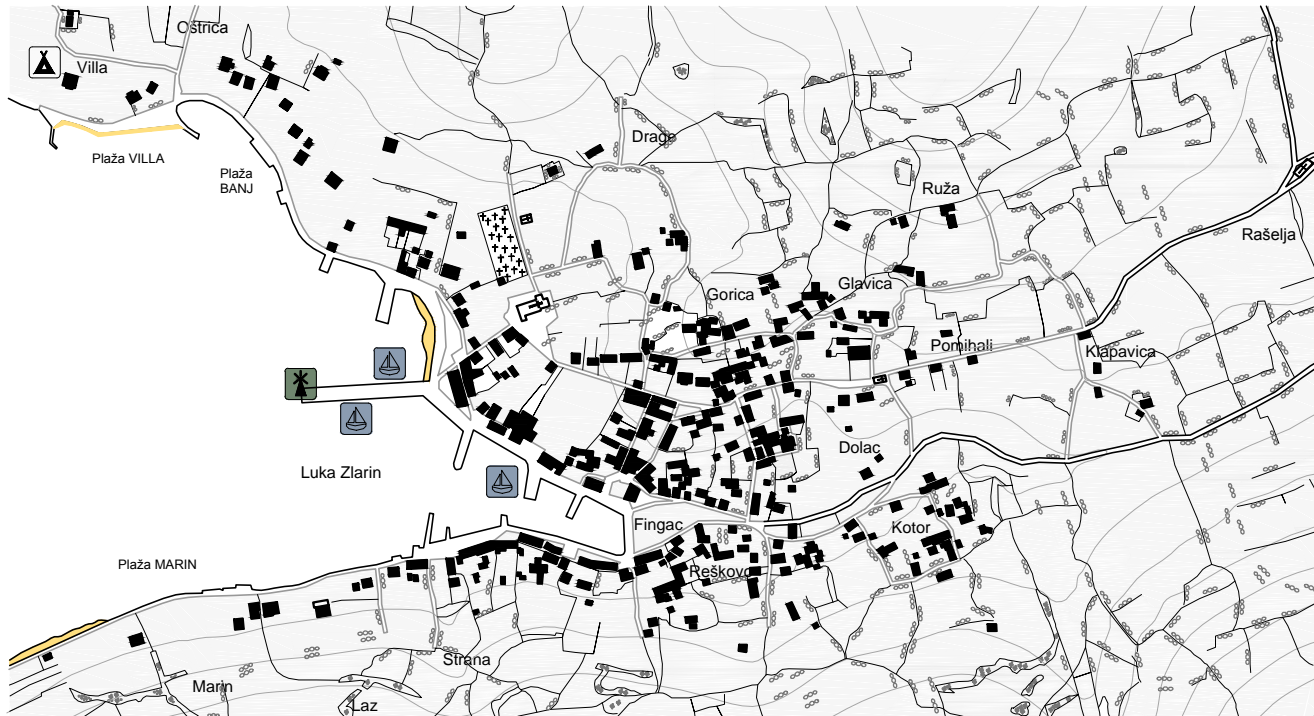 Oštrica
Villa
Plaža VILLA
Plaža
BANJ
Drage
Ruža
Rašelja
Gorica
Glavica
Pomihali
Klapavica
Luka Zlarin
Dolac
Fingac
Kotor
Plaža MARIN
Reškovo
Strana
Marin
Laz